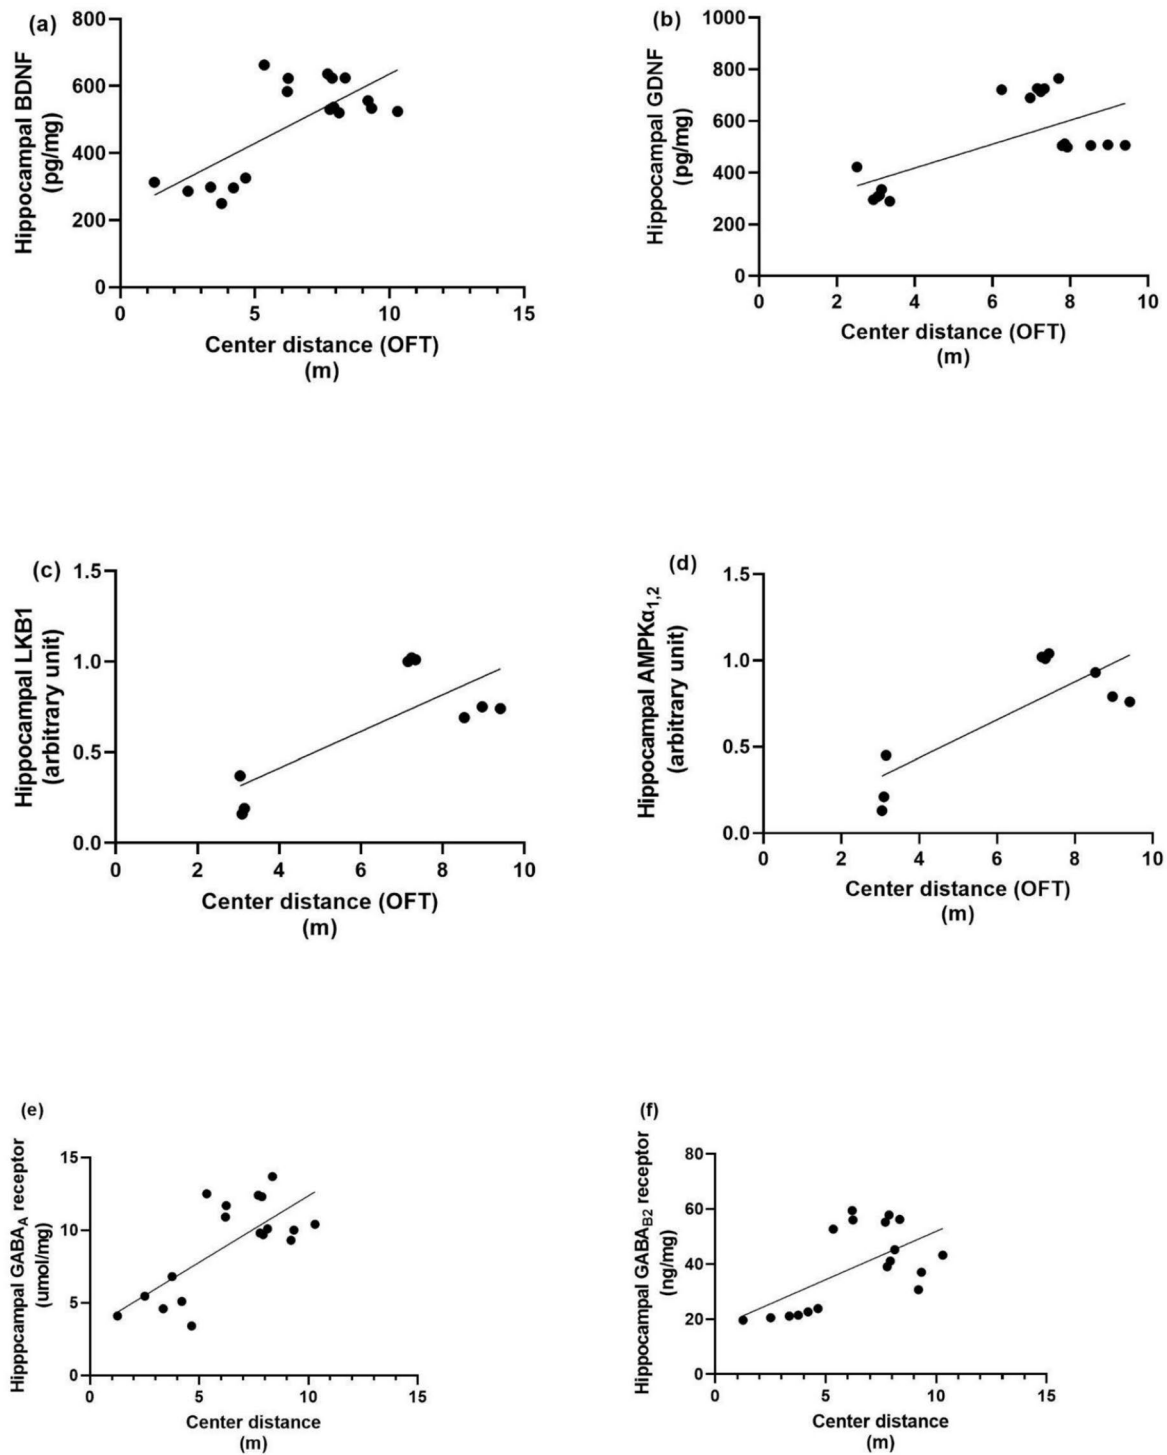 (a)
Hippocampal BDNF
(pg/mg)
800
600
400
200
0
0 5 10 15
Center distance (OFT)
(m)
(b)
Hippocampal GDNF
(pg/mg)
1000
800
600
400
200
0
0 2 4 6 8 10
Center distance (OFT)
(m)
(c)
Hippocampal LKB1
(arbitrary unit)
1.5
1.0
0.5
0.0
0 2 4 6 8 10
Center distance (OFT)
(m)
(d)
Hippocampal AMPKα1,2
(arbitrary unit)
1.5
1.0
0.5
0.0
0 2 4 6 8 10
Center distance (OFT)
(m)
(e)
Hipppcampal GABAA receptor
(umol/mg)
15
10
5
0
0 5 10 15
Center distance
(m)
(f)
Hippocampal GABAB2 receptor
(ng/mg)
80
60
40
20
0
0 5 10 15
Center distance
(m)